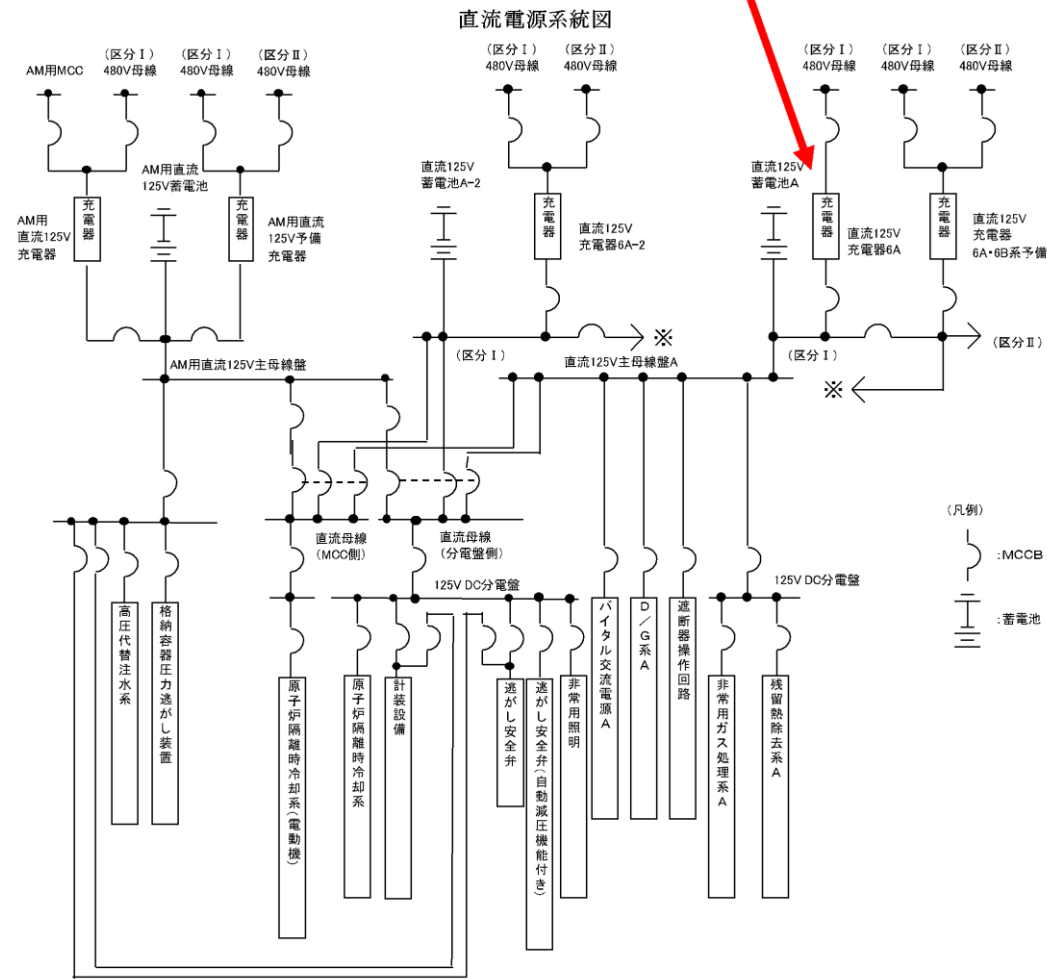 直流電源系統図
AM用MCC
(区分Ⅰ)
480V母線
(区分Ⅰ)
480V母線
(区分Ⅱ)
480V母線
(区分Ⅰ)
480V母線
(区分Ⅱ)
480V母線
(区分Ⅰ)
480V母線
(区分Ⅰ)
480V母線
(区分Ⅱ)
480V母線
AM用
直流125V
充電器
充電器
AM用直流
125V蓄電池
充電器
AM用直流
125V予備
充電器
直流125V
蓄電池A-2
充電器
直流125V
充電器6A-2
直流125V
蓄電池A
充電器
直流125V
充電器6A
充電器
直流125V
充電器
6A・6B系予備
※
(区分Ⅰ)
(区分Ⅰ)
(区分Ⅱ)
※
AM用直流125V主母線盤
直流125V主母線盤A
直流母線
(MCC側)
直流母線
(分電盤側)
125V DC分電盤
125V DC分電盤
高圧代替注水系
格納容器圧力逃がし装置
原子炉隔離時冷却系(電動機)
原子炉隔離時冷却系
計装設備
逃がし安全弁
逃がし安全弁(自動減圧機能付き)
非常用照明
バイタル交流電源A
D/G系A
遮断器操作回路
非常用ガス処理系A
残留熱除去系A
(凡例)
:MCCB
:蓄電池